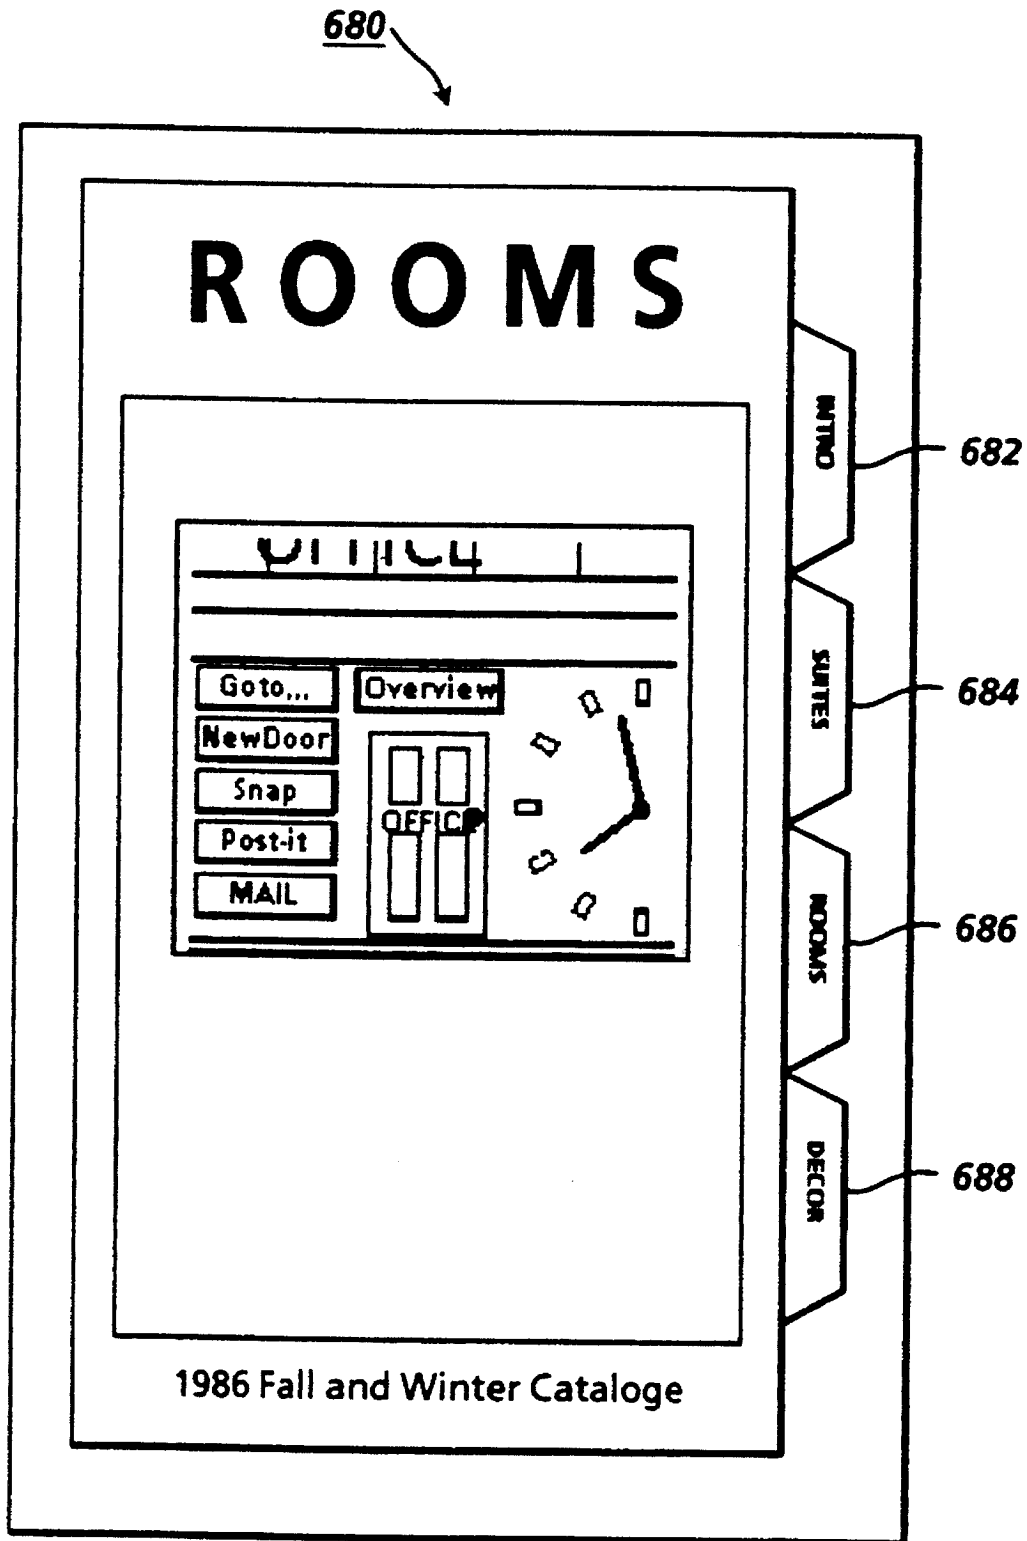 680
ROOMS
INTRO
682
Goto...
Overview
SUITES
684
NewDoor
Snap
OFFICE
Post-it
MAIL
ROOMS
686
DECOR
688
1986 Fall and Winter Cataloge